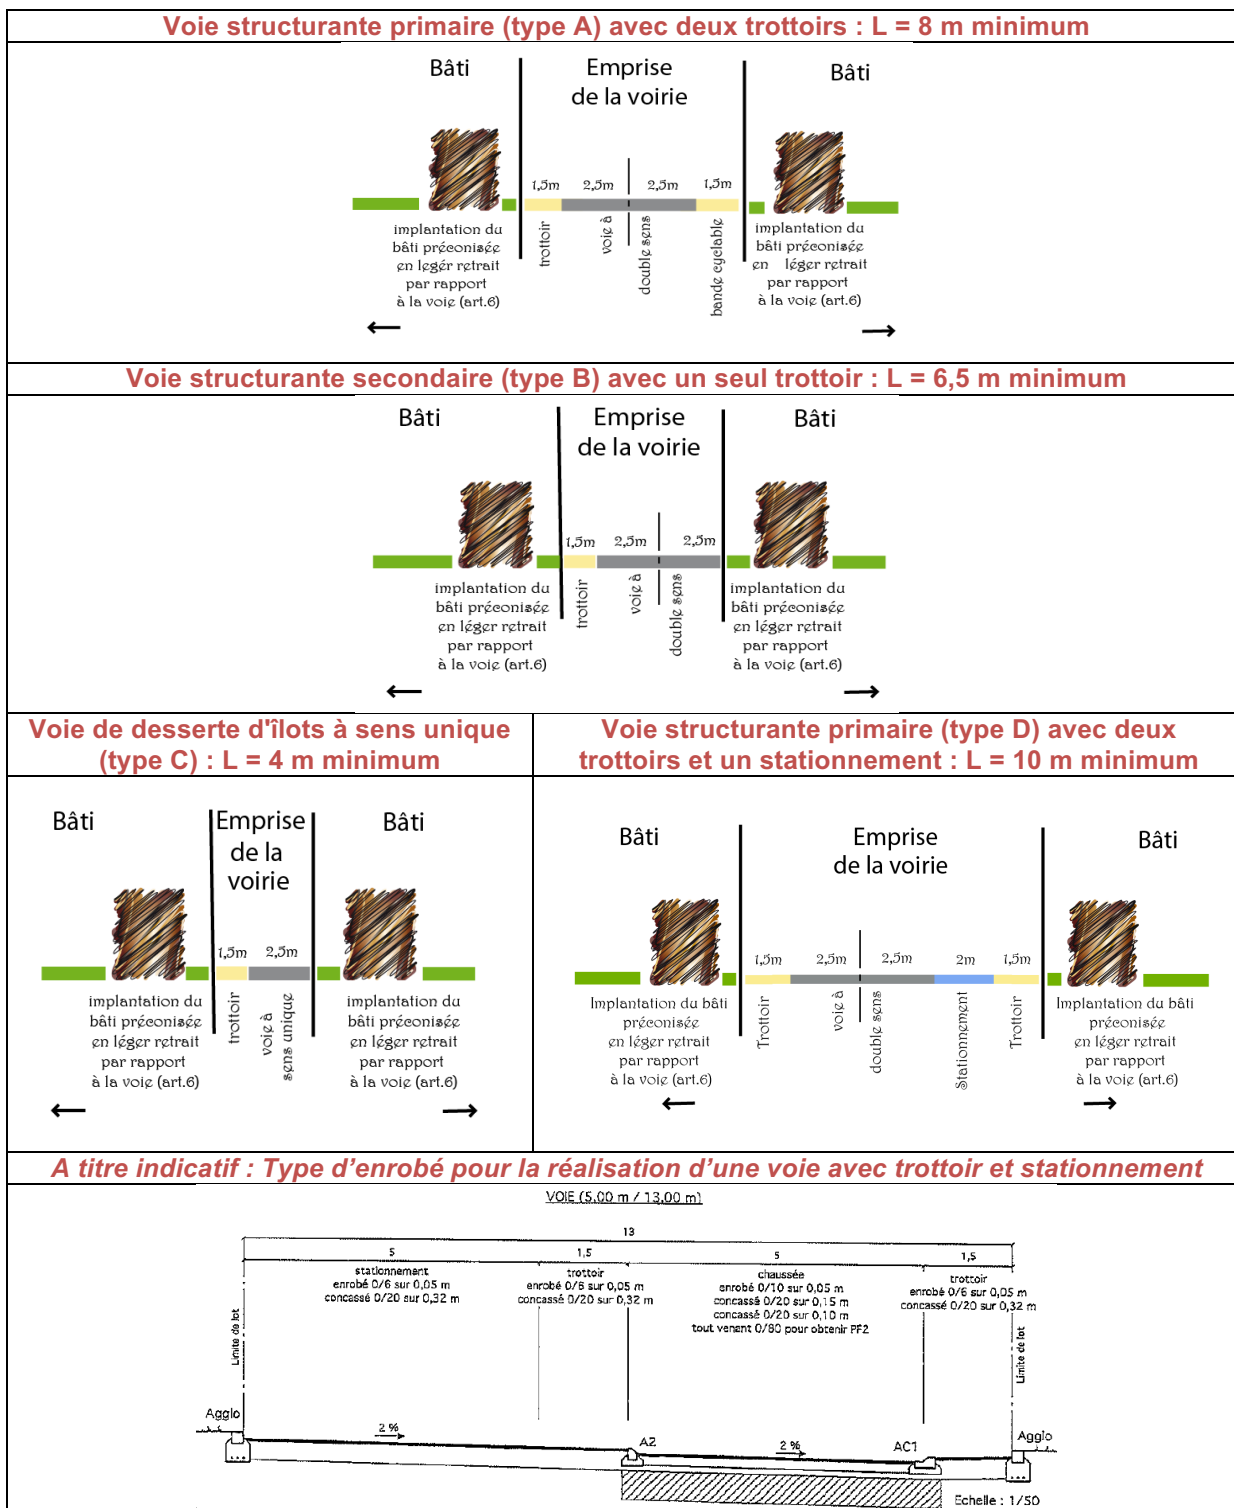 Voie structurante primaire (type A) avec deux trottoirs : L = 8 m minimum
Bâti
Emprise
de la voirie
Bâti
1,5m
2,5m
2,5m
1,5m
trottoir
voie à
double sens
bande cyclable
implantation du
bâti préconisée
en legér retrait
par rapport
à la voie (art.6)
implantation du
bâti préconisée
en léger retrait
par rapport
à la voie (art.6)
Voie structurante secondaire (type B) avec un seul trottoir : L = 6,5 m minimum
Bâti
Emprise
de la voirie
Bâti
1,5m
2,5m
2,5m
trottoir
voie à
double sens
implantation du
bâti préconisée
en léger retrait
par rapport
à la voie (art.6)
implantation du
bâti préconisée
en léger retrait
par rapport
à la voie (art.6)
Voie de desserte d'îlots à sens unique
(type C) : L = 4 m minimum
Bâti
Emprise
de la
voirie
Bâti
1,5m
2,5m
trottoir
voie à
sens unique
implantation du
bâti préconisée
en léger retrait
par rapport
à la voie (art.6)
implantation du
bâti préconisée
en léger retrait
par rapport
à la voie (art.6)
Voie structurante primaire (type D) avec deux
trottoirs et un stationnement : L = 10 m minimum
Bâti
Emprise
de la voirie
Bâti
1,5m
2,5m
2,5m
2m
1,5m
Trottoir
voie à
double sens
Stationnement
Trottoir
Implantation du bâti
préconisée
en léger retrait
par rapport
à la voie (art.6)
Implantation du bâti
préconisée
en léger retrait
par rapport
à la voie (art.6)
A titre indicatif : Type d’enrobé pour la réalisation d’une voie avec trottoir et stationnement
VOIE (5.00 m / 13.00 m)
13
5
1,5
5
1,5
stationnement
enrobé 0/6 sur 0,05 m
concassé 0/20 sur 0,32 m
trottoir
enrobé 0/6 sur 0,05 m
concassé 0/20 sur 0,32 m
chaussée
enrobé 0/10 sur 0,05 m
concassé 0/20 sur 0,15 m
concassé 0/20 sur 0,10 m
tout venant 0/80 pour obtenir PF2
trottoir
enrobé 0/6 sur 0,05 m
concassé 0/20 sur 0,32 m
Limite de lot
Limite de lot
Agglo
2 %
A2
2 %
AC1
Agglo
Echelle : 1/50